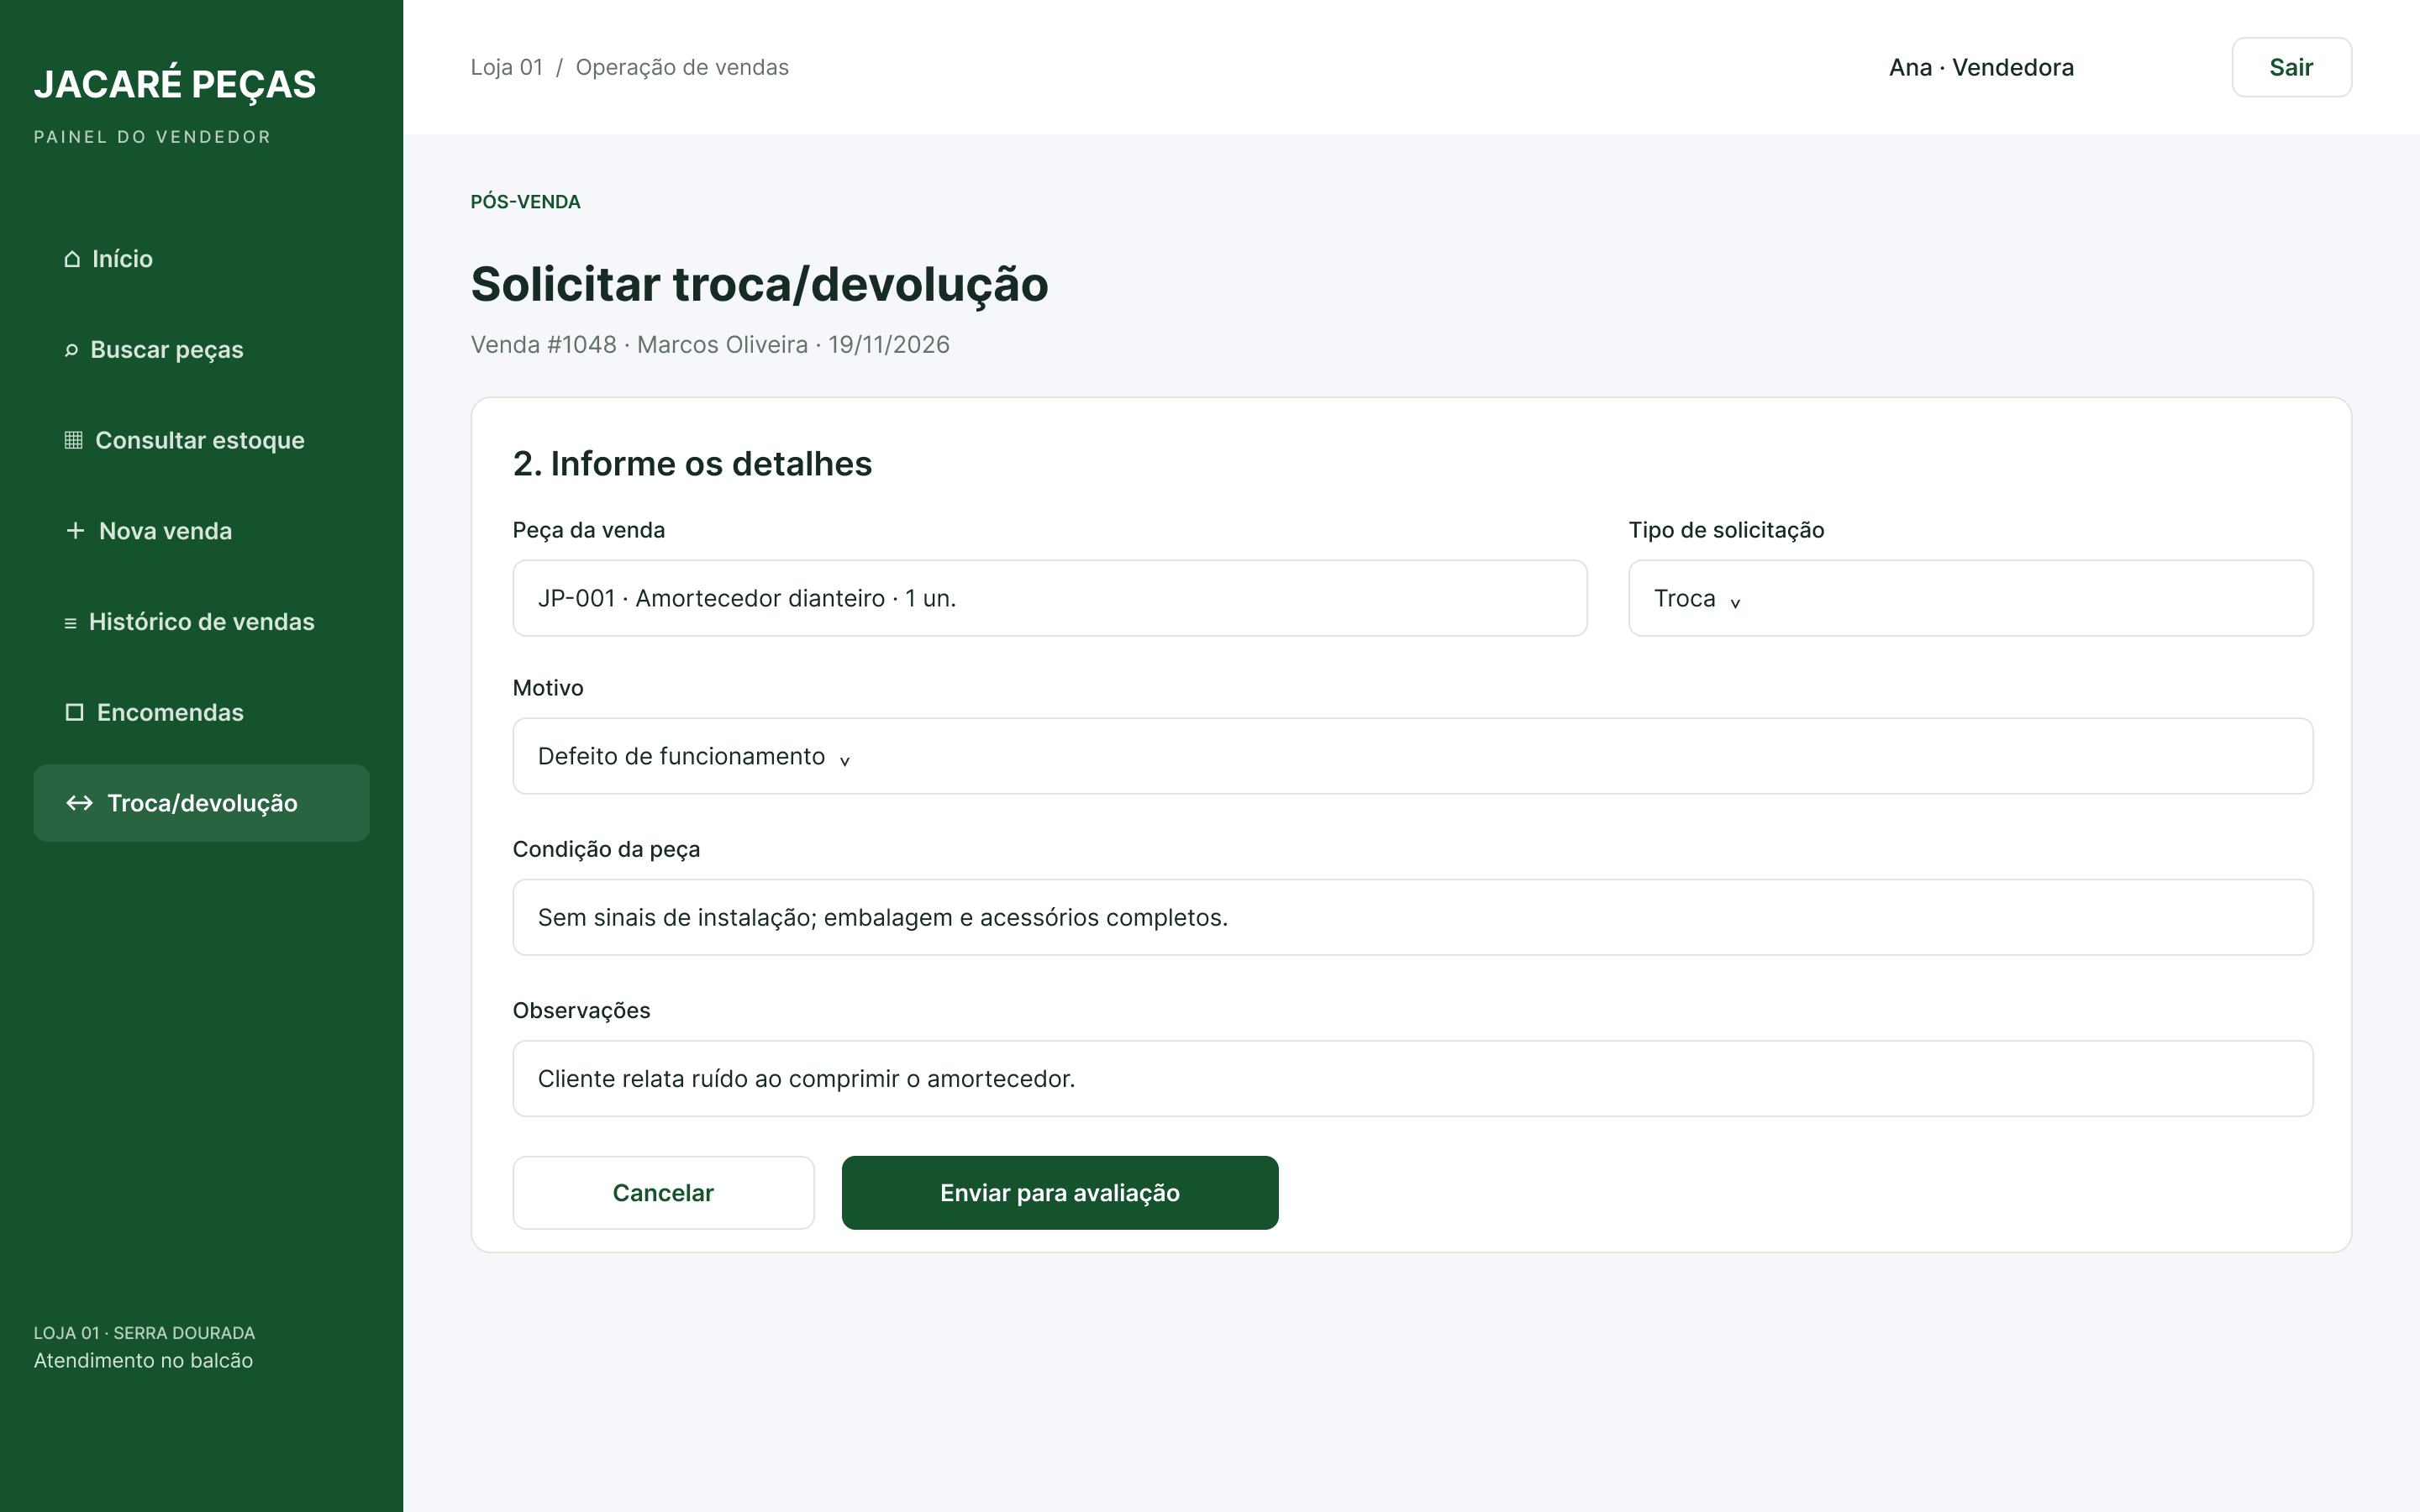 JACARÉ PEÇAS
PAINEL DO VENDEDOR
Início
Buscar peças
Consultar estoque
Nova venda
Histórico de vendas
Encomendas
Troca/devolução
LOJA 01 · SERRA DOURADA
Atendimento no balcão
Loja 01 / Operação de vendas
Ana · Vendedora
Sair
PÓS-VENDA
Solicitar troca/devolução
Venda #1048 · Marcos Oliveira · 19/11/2026
2. Informe os detalhes
Peça da venda
JP-001 · Amortecedor dianteiro · 1 un.
Tipo de solicitação
Troca
Motivo
Defeito de funcionamento
Condição da peça
Sem sinais de instalação; embalagem e acessórios completos.
Observações
Cliente relata ruído ao comprimir o amortecedor.
Cancelar
Enviar para avaliação